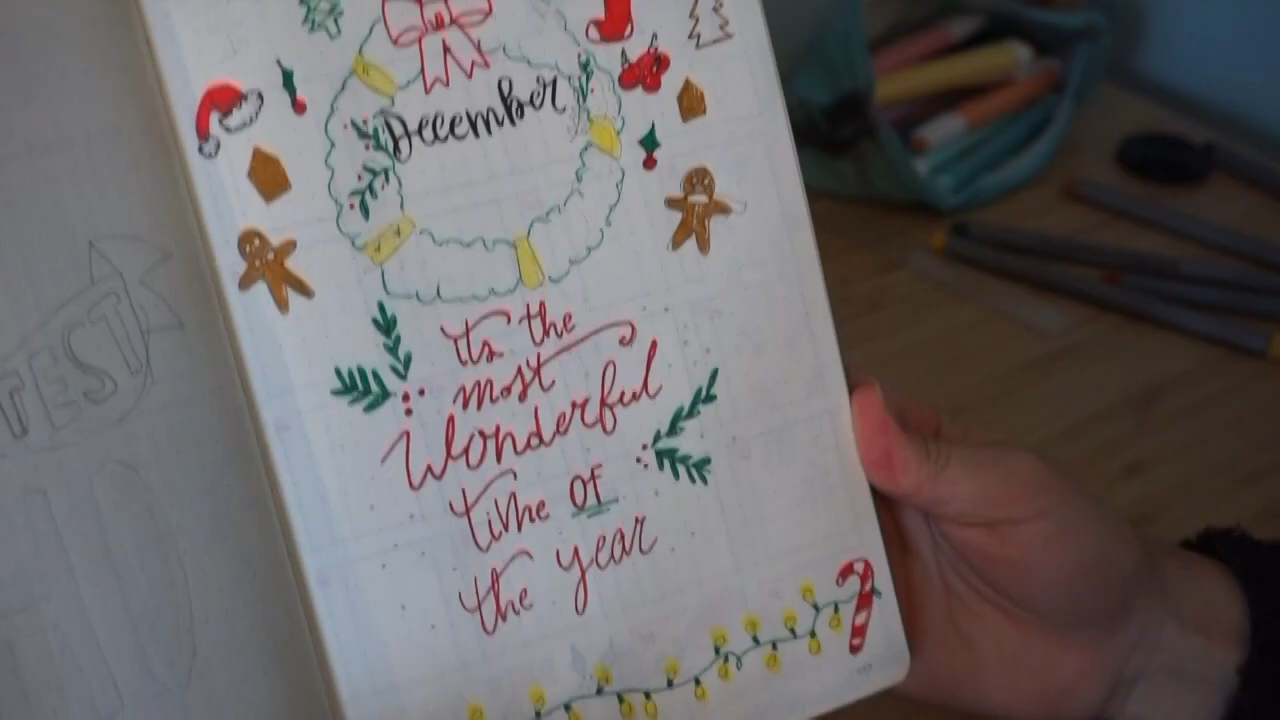 TEST
December
its the
most
Wonderful
time of
the year